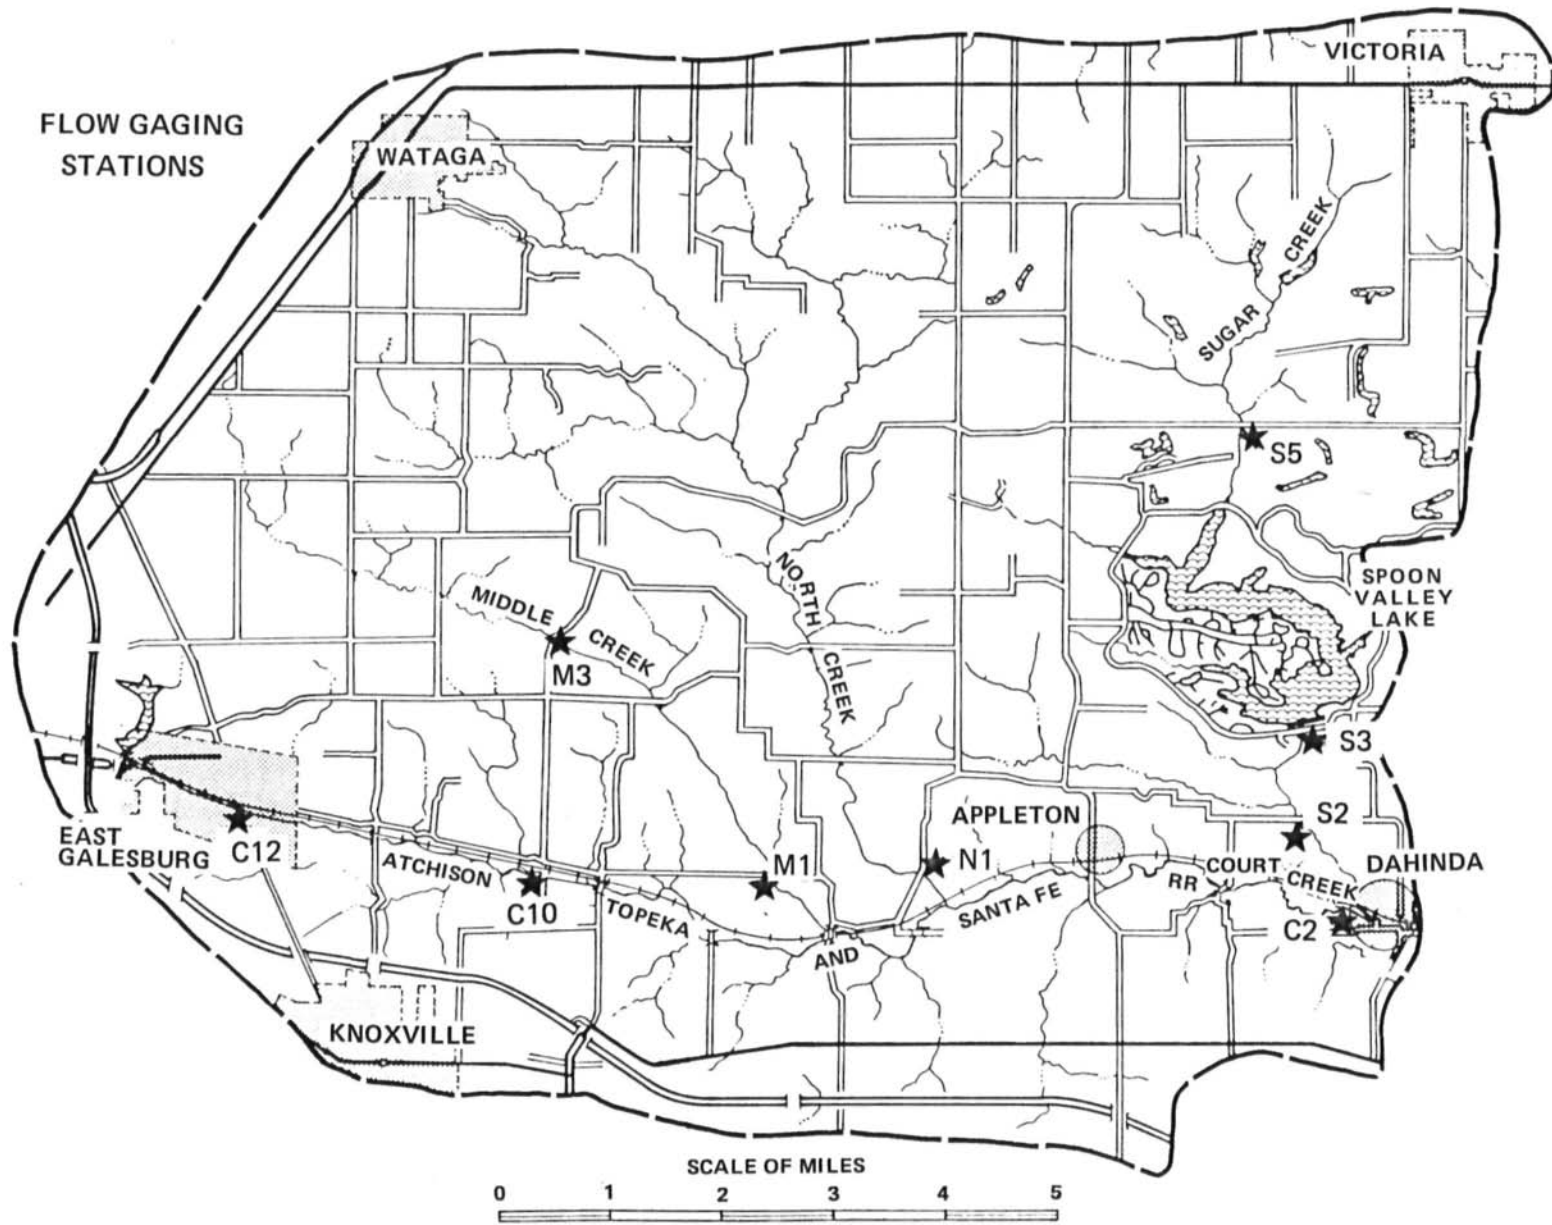 VICTORIA
FLOW GAGING
STATIONS
WATAGA
SUGAR CREEK
S5
NORTH CREEK
SPOON
VALLEY
LAKE
MIDDLE CREEK
M3
S3
S2
EAST
GALESBURG
C12
ATCHISON
C10
TOPEKA
M1
AND
N1
APPLETON
SANTA FE
RR
COURT CREEK
DAHINDA
C2
KNOXVILLE
SCALE OF MILES
0 1 2 3 4 5